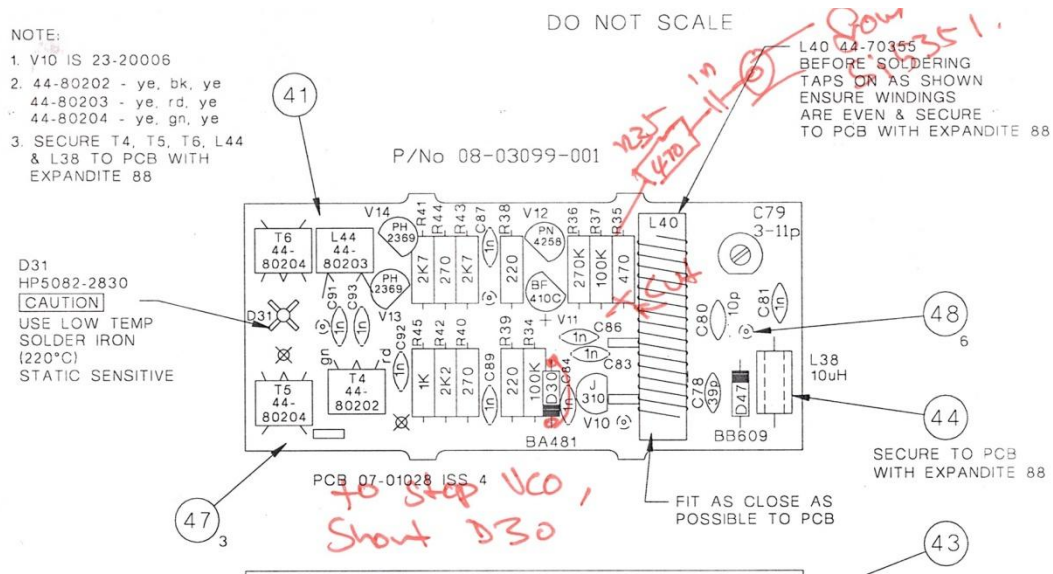 DO NOT SCALE
NOTE:
1. V10 IS 23-20006
2. 44-80202 - ye, bk, ye
44-80203 - ye, rd, ye
44-80204 - ye, gn, ye
3. SECURE T4, T5, T6, L44
& L38 TO PCB WITH
EXPANDITE 88
41
P/No 08-03099-001
R35
470
1n
L40 44-70355
BEFORE SOLDERING
TAPS ON AS SHOWN
ENSURE WINDINGS
ARE EVEN & SECURE
TO PCB WITH EXPANDITE 88
D31
HP5082-2830
CAUTION
USE LOW TEMP
SOLDER IRON
(220°C)
STATIC SENSITIVE
V14 R41 R44 R43 C87 R38 V12 R36 R37 R35 L40 C79
3-11p
T6
44-
80204
L44
44-
80203
PH
2369
2K7 270 2K7 1n 220
PN
4258
270K 100K 470
PH
2369
BF
410C
X CUT
D31 C91 C93 V13 V11
1n 1n
C92 R45 R42 R40 C89 R39 R34 C86 C80 10p C81 1n
gn rd
T5
44-
80204
T4
44-
80202
1n 1K 2K2 270 1n 220 100K D30 C84 1n
1n 1n C83
J
310
V10
C78 39p D47
L38
10uH
BA481
BB609
48
6
44
SECURE TO PCB
WITH EXPANDITE 88
PCB 07-01028 ISS 4
FIT AS CLOSE AS
POSSIBLE TO PCB
47
3
to stop VCO,
Short D30
43